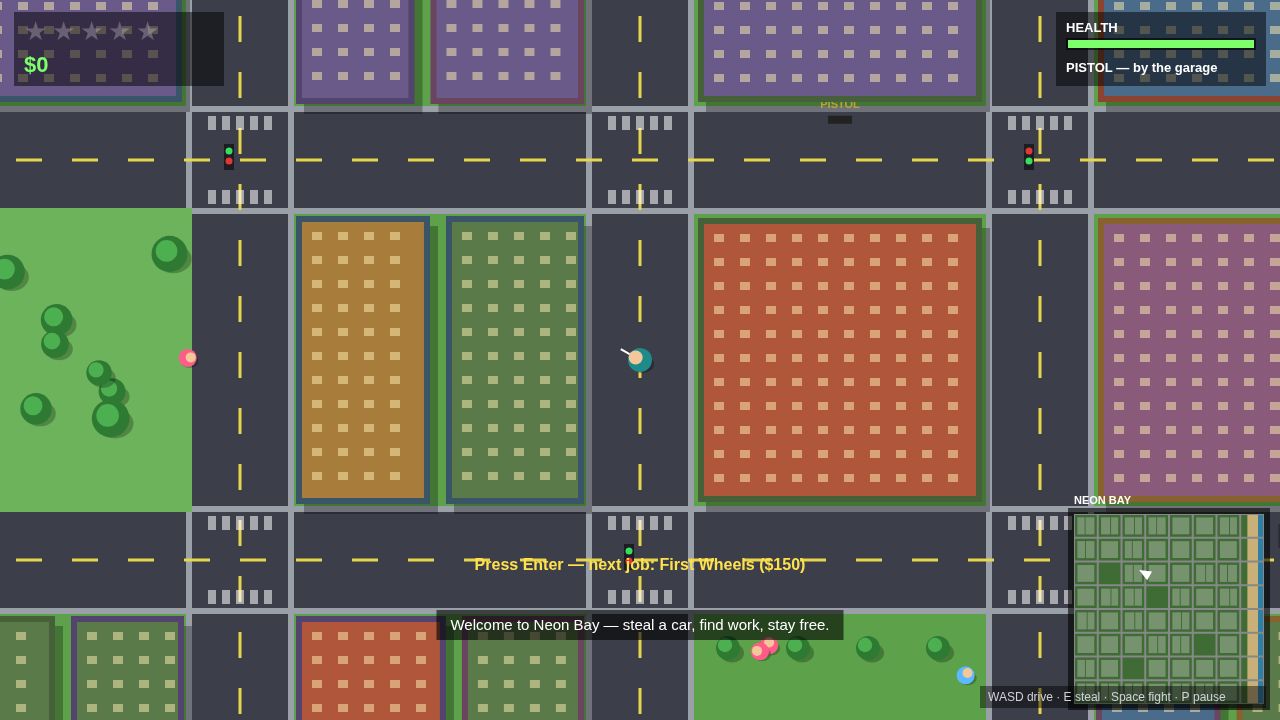 $0
HEALTH
PISTOL — by the garage
PISTOL
NEON BAY
Press Enter — next job: First Wheels ($150)
Welcome to Neon Bay — steal a car, find work, stay free.
WASD drive · E steal · Space fight · P pause